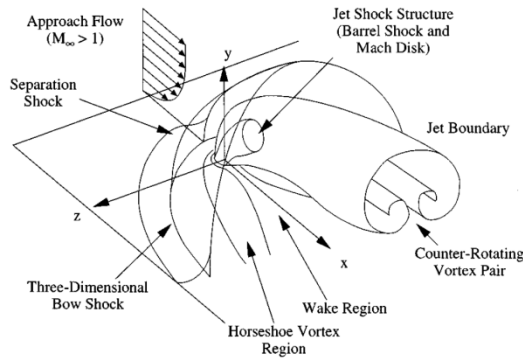 Approach Flow
(M∞ > 1)
Jet Shock Structure
(Barrel Shock and
Mach Disk)
y
Separation
Shock
Jet Boundary
z
x
Counter-Rotating
Vortex Pair
Three-Dimensional
Bow Shock
Wake Region
Horseshoe Vortex
Region